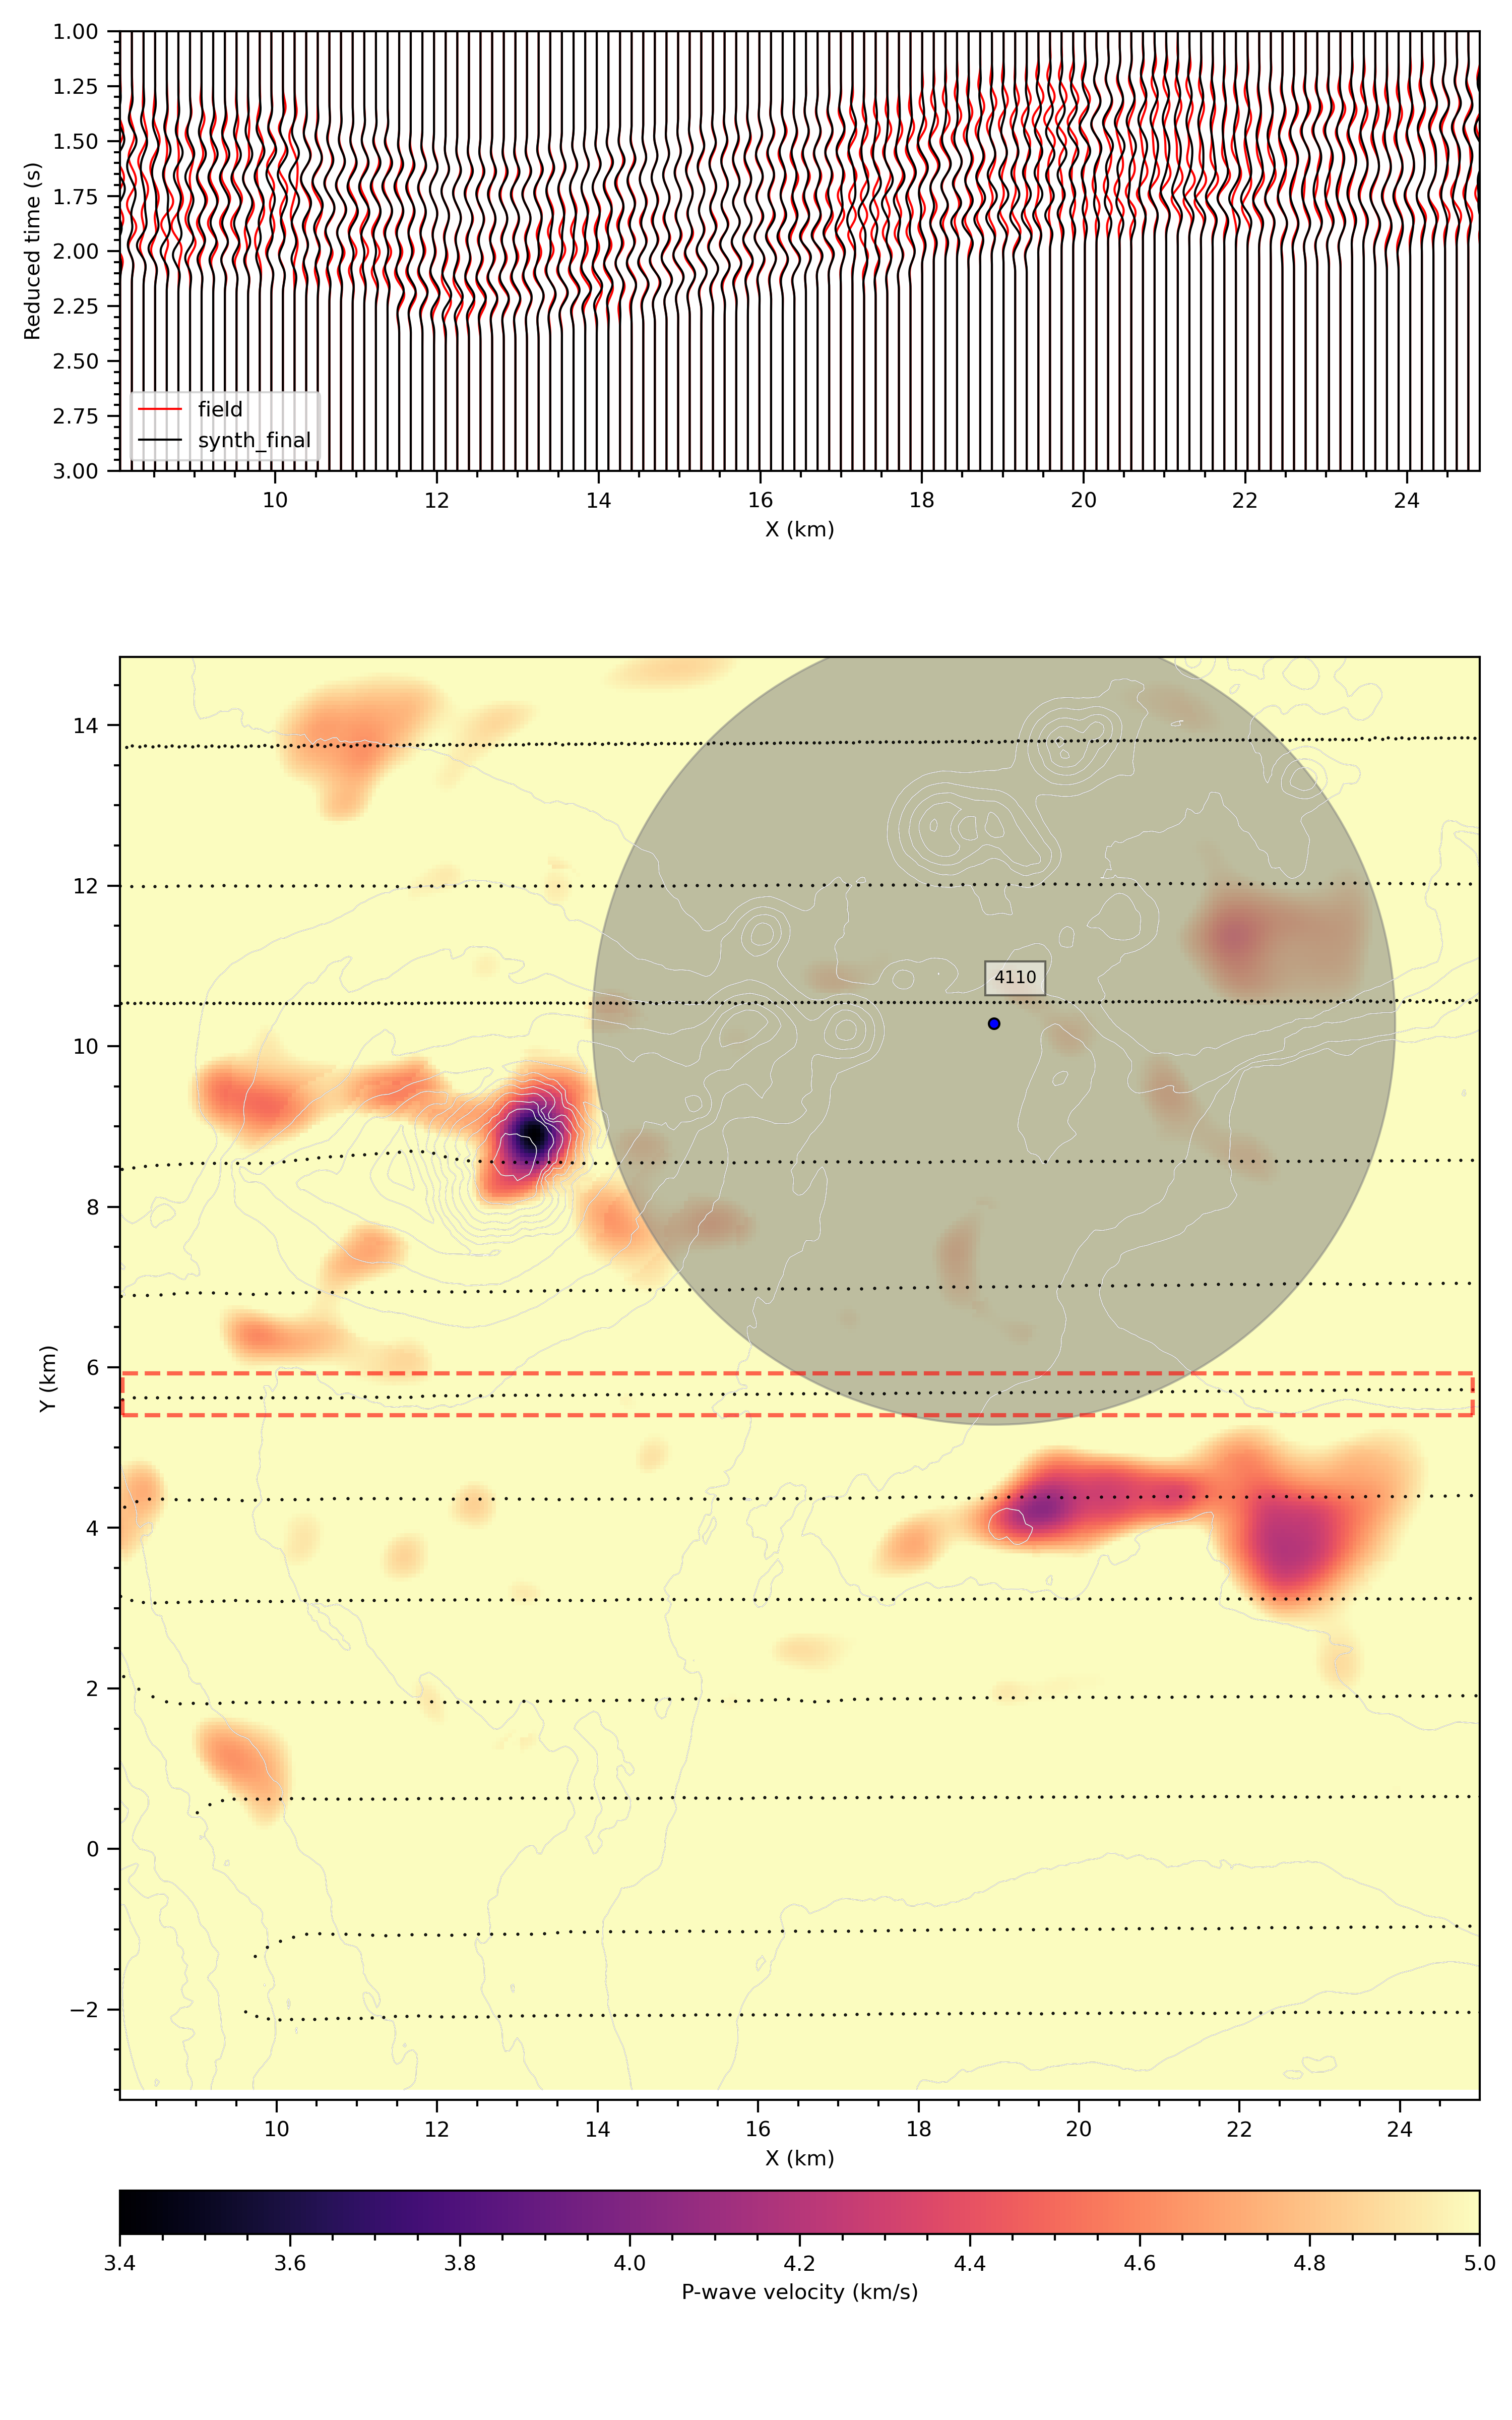 1.00
1.25
1.50
1.75
2.00
2.25
2.50
2.75
3.00
Reduced time (s)
field
synth_final
10 12 14 16 18 20 22 24
X (km)
14
12
10
8
6
4
2
0
−2
Y (km)
4110
10 12 14 16 18 20 22 24
X (km)
3.4 3.6 3.8 4.0 4.2 4.4 4.6 4.8 5.0
P-wave velocity (km/s)